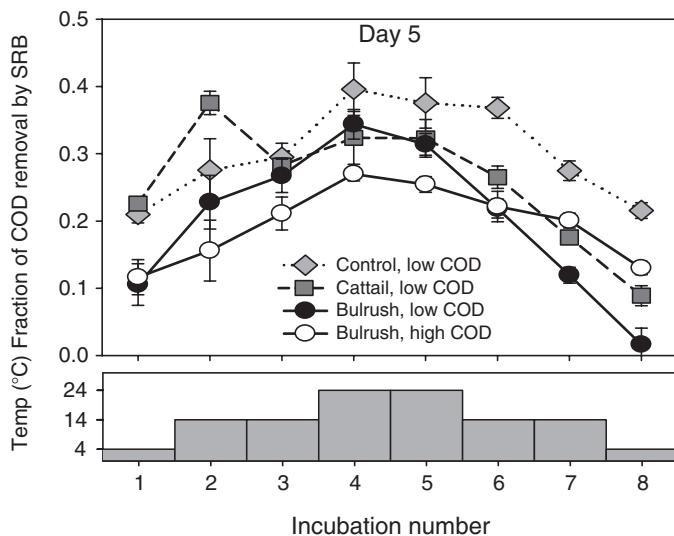 Day 5
Fraction of COD removal by SRB
0.5
0.4
0.3
0.2
0.1
0.0
Control, low COD
Cattail, low COD
Bulrush, low COD
Bulrush, high COD
Temp (°C)
24
14
4
1 2 3 4 5 6 7 8
Incubation number